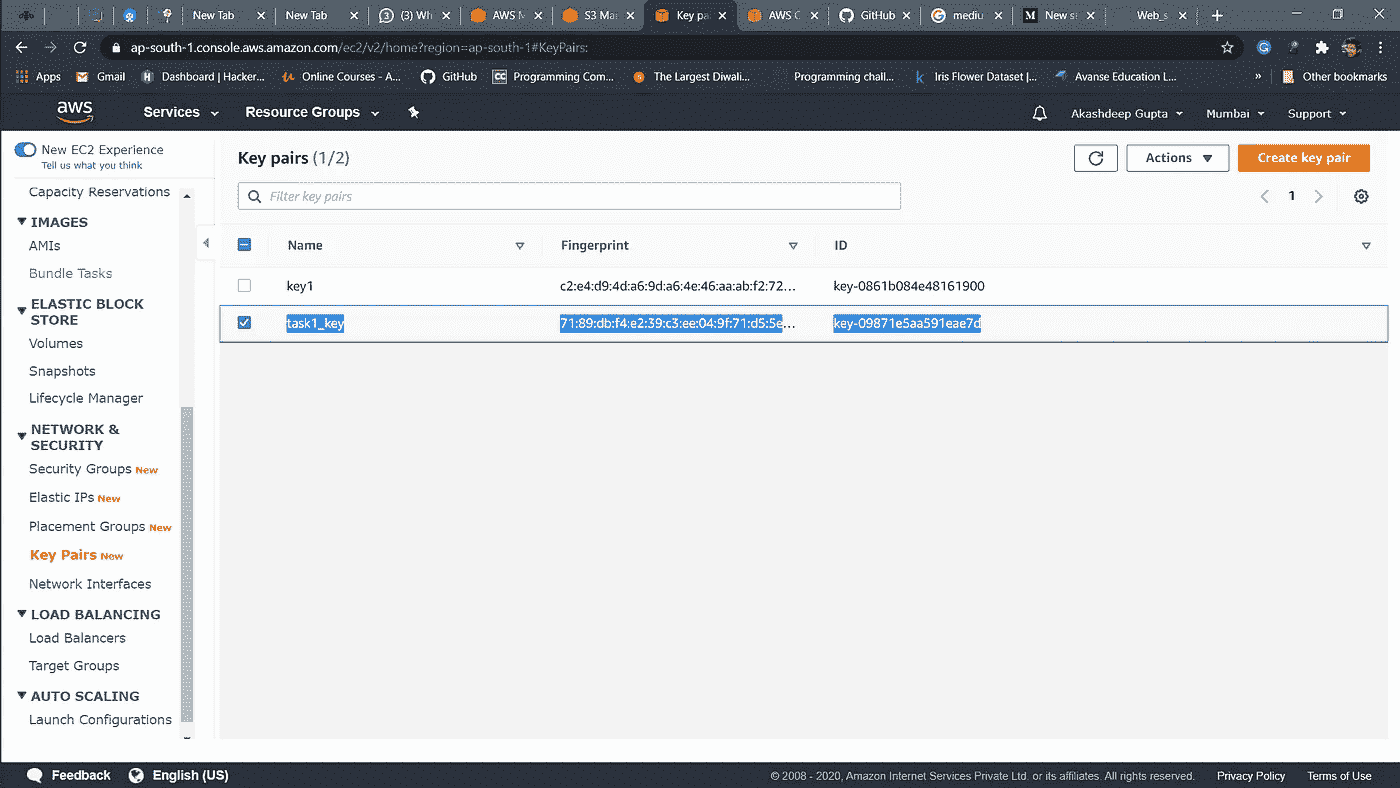 New Tab New Tab (3) Wh AWS M S3 Ma Key pa AWS C GitHub mediu New s Web_s
ap-south-1.console.aws.amazon.com/ec2/v2/home?region=ap-south-1#KeyPairs:
Apps Gmail Dashboard | Hacker... Online Courses - A... GitHub Programming Com... The Largest Diwali... Programming chall... Iris Flower Dataset |... Avanse Education L... » Other bookmarks
aws Services Resource Groups Akashdeep Gupta Mumbai Support
New EC2 Experience
Tell us what you think
Capacity Reservations
IMAGES
AMIs
Bundle Tasks
ELASTIC BLOCK
STORE
Volumes
Snapshots
Lifecycle Manager
NETWORK &
SECURITY
Security Groups New
Elastic IPs New
Placement Groups New
Key Pairs New
Network Interfaces
LOAD BALANCING
Load Balancers
Target Groups
AUTO SCALING
Launch Configurations
Key pairs (1/2) Actions Create key pair
Filter key pairs 1
Name Fingerprint ID
key1 c2:e4:d9:4d:a6:9d:a6:4e:46:aa:ab:f2:72... key-0861b084e48161900
task1_key 71:89:db:f4:e2:39:c3:ee:04:9f:71:d5:5e... key-09871e5aa591eae7d
Feedback English (US) © 2008 - 2020, Amazon Internet Services Private Ltd. or its affiliates. All rights reserved. Privacy Policy Terms of Use